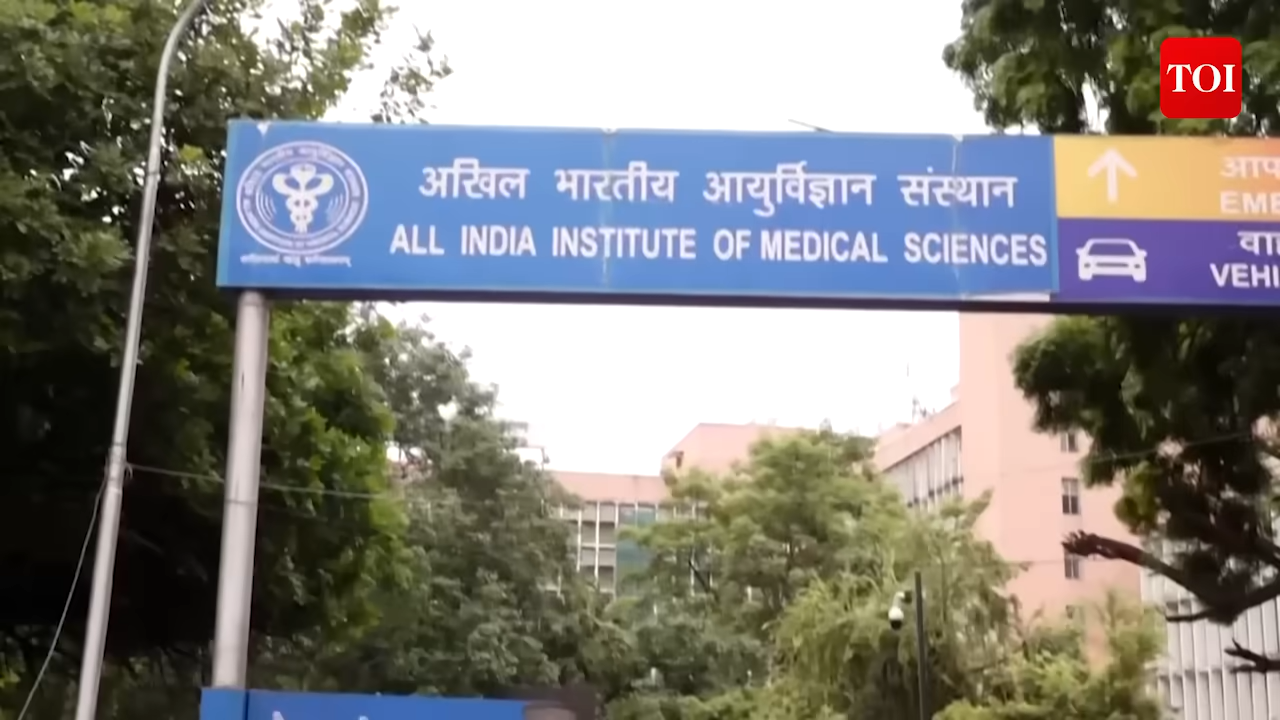 TOI
अखिल भारतीय आयुर्विज्ञान संस्थान
ALL INDIA INSTITUTE OF MEDICAL SCIENCES